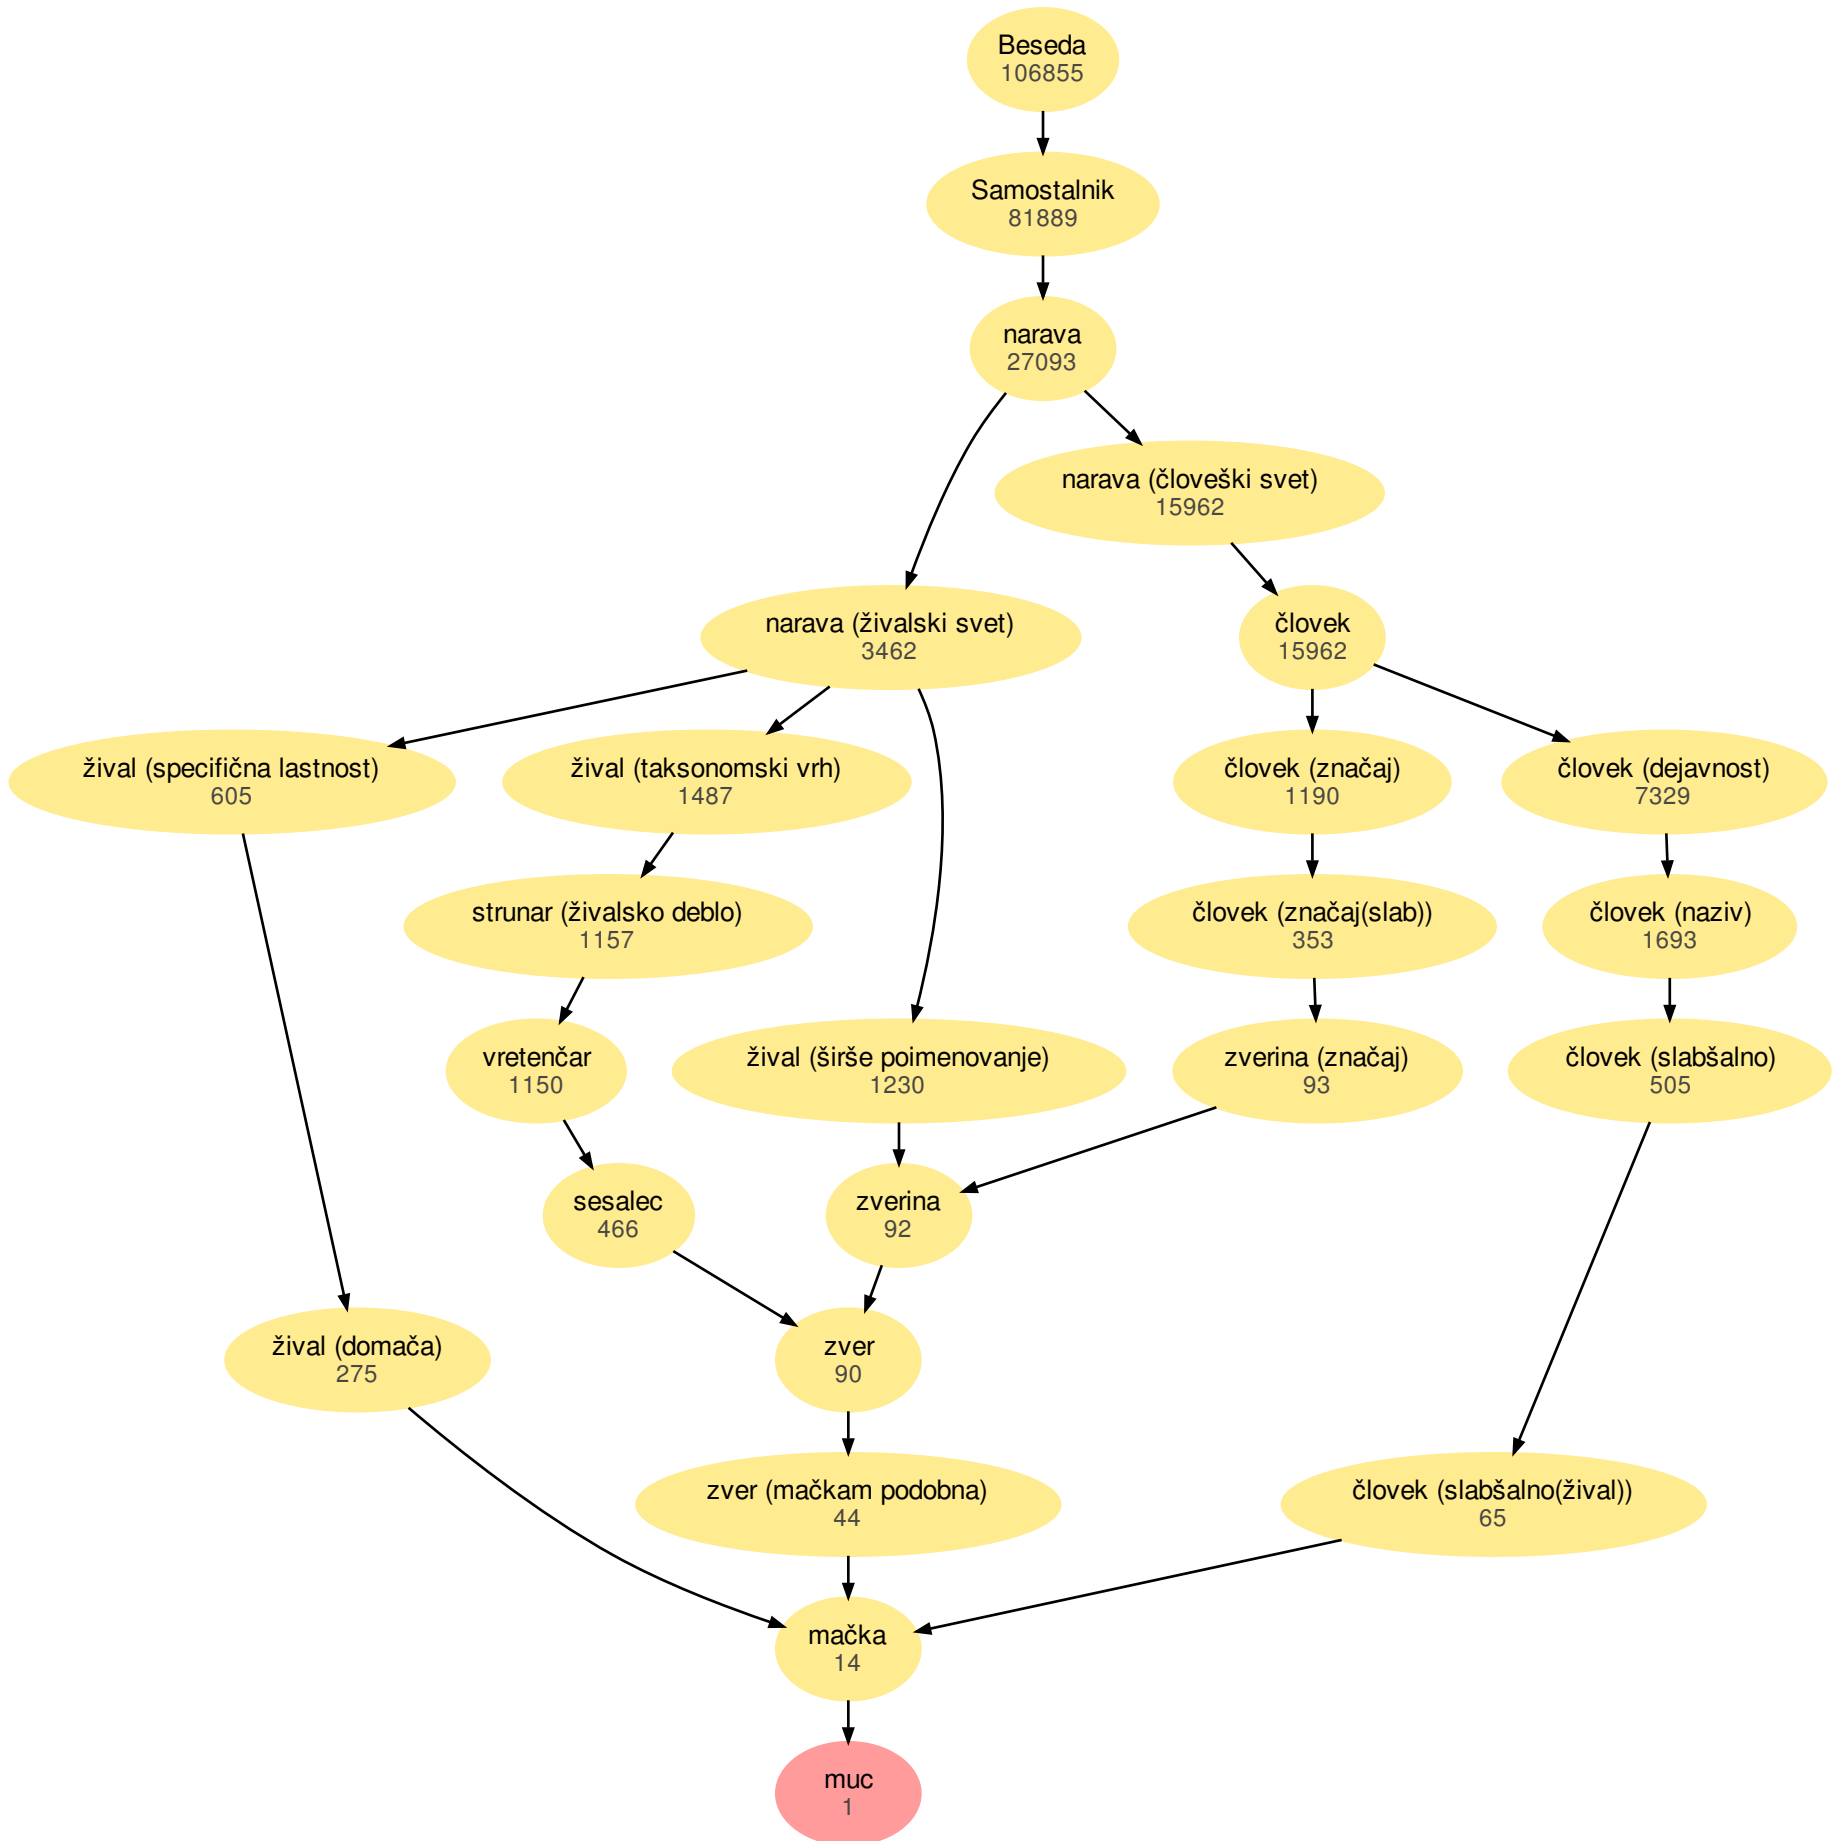 Beseda
106855
Samostalnik
81889
narava
27093
narava (človeški svet)
15962
narava (živalski svet)
3462
človek
15962
žival (specifična lastnost)
605
žival (taksonomski vrh)
1487
človek (značaj)
1190
človek (dejavnost)
7329
strunar (živalsko deblo)
1157
človek (značaj(slab))
353
človek (naziv)
1693
vretenčar
1150
žival (širše poimenovanje)
1230
zverina (značaj)
93
človek (slabšalno)
505
sesalec
466
zverina
92
žival (domača)
275
zver
90
zver (mačkam podobna)
44
človek (slabšalno(žival))
65
mačka
14
muc
1